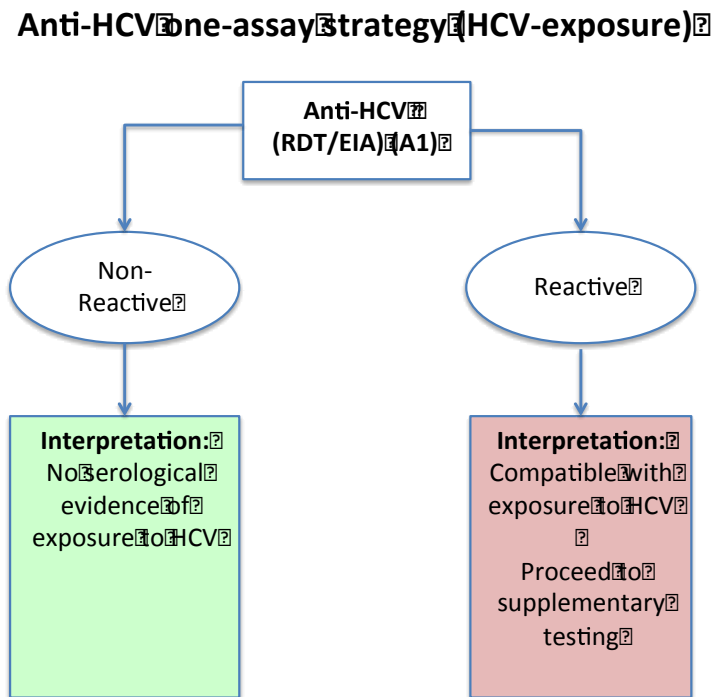 Anti-HCV one-assay strategy (HCV-exposure)
Anti-HCV
(RDT/EIA) (A1)
Non-
Reactive
Reactive
Interpretation:
No serological
evidence of
exposure to HCV
Interpretation:
Compatible with
exposure to HCV
Proceed to
supplementary
testing